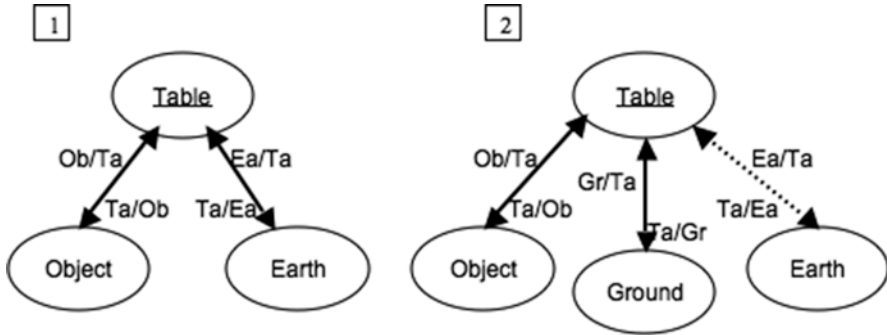 1
Table
Ob/Ta
Ea/Ta
Ta/Ob
Ta/Ea
Object
Earth
2
Table
Ob/Ta
Gr/Ta
Ea/Ta
Ta/Ob
Ta/Gr
Ta/Ea
Object
Ground
Earth